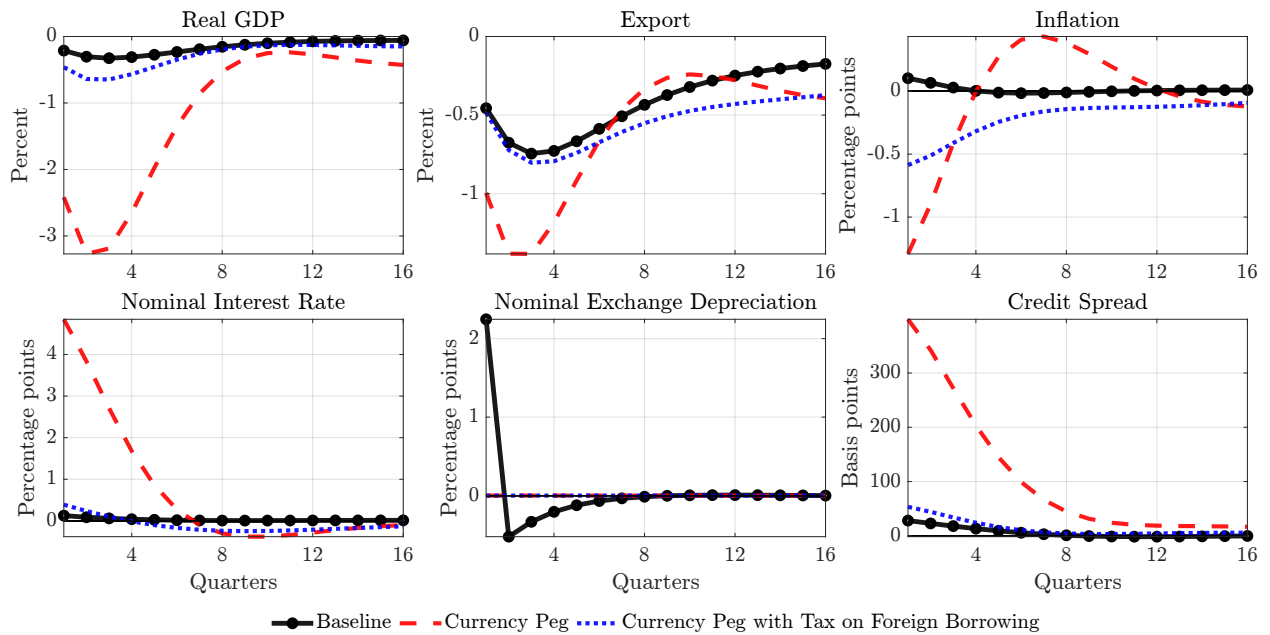 Real GDP
Export
Inflation
Percent
0
-1
-2
-3
4
8
12
16
Percent
0
-0.5
-1
4
8
12
16
Percentage points
0
-0.5
-1
4
8
12
16
Nominal Interest Rate
Nominal Exchange Depreciation
Credit Spread
Percentage points
4
3
2
1
0
4
8
12
16
Quarters
Percentage points
2
1
0
4
8
12
16
Quarters
Basis points
300
200
100
0
4
8
12
16
Quarters
Baseline
Currency Peg
Currency Peg with Tax on Foreign Borrowing